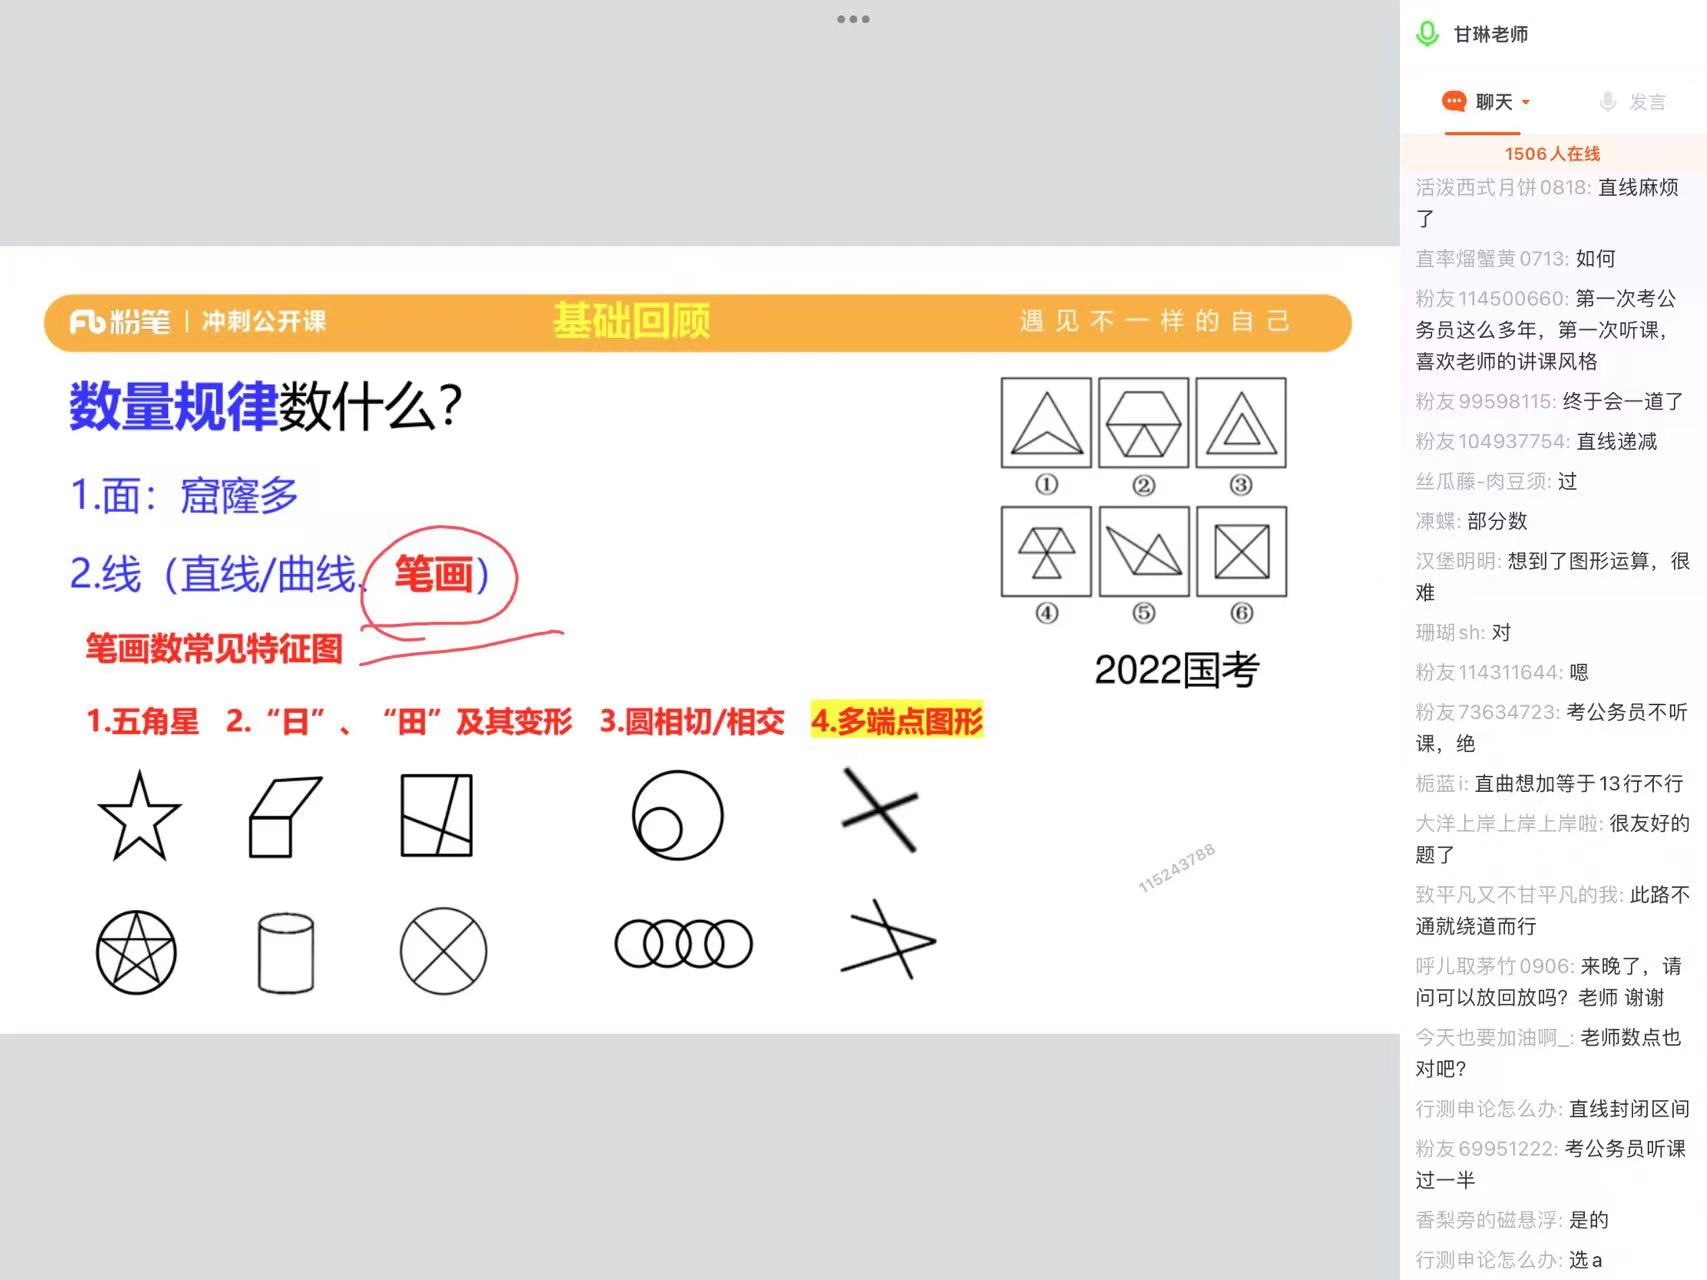 甘琳老师
聊天
发言
1506人在线
粉笔 | 冲刺公开课
基础回顾
遇见不一样的自己
数量规律数什么？
1.面：窟窿多
2.线（直线/曲线、笔画）
笔画数常见特征图
1.五角星
2.“日”、“田”及其变形
3.圆相切/相交
4.多端点图形
①
②
③
④
⑤
⑥
2022国考
115243788
活泼西式月饼0818: 直线麻烦
了
直率熘蟹黄0713: 如何
粉友114500660: 第一次考公
务员这么多年，第一次听课，
喜欢老师的讲课风格
粉友99598115: 终于会一道了
粉友104937754: 直线递减
丝瓜藤-肉豆须: 过
凍蝶: 部分数
汉堡明明: 想到了图形运算，很
难
珊瑚sh: 对
粉友114311644: 嗯
粉友73634723: 考公务员不听
课，绝
栀蓝i: 直曲想加等于13行不行
大洋上岸上岸上岸啦: 很友好的
题了
致平凡又不甘平凡的我: 此路不
通就绕道而行
呼儿取茅竹0906: 来晚了，请
问可以放回放吗？老师 谢谢
今天也要加油啊_: 老师数点也
对吧？
行测申论怎么办: 直线封闭区间
粉友69951222: 考公务员听课
过一半
香梨旁的磁悬浮: 是的
行测申论怎么办: 选a